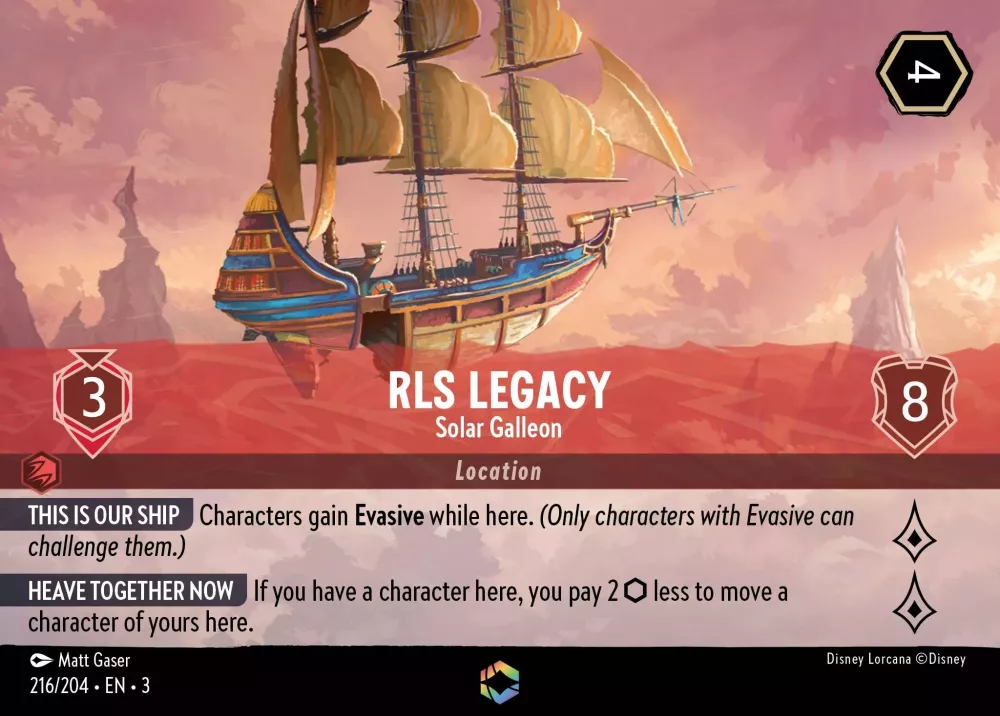 4
3
RLS LEGACY
8
Solar Galleon
Location
THIS IS OUR SHIP Characters gain Evasive while here. (Only characters with Evasive can
challenge them.)
HEAVE TOGETHER NOW If you have a character here, you pay 2 ⬡ less to move a
character of yours here.
Matt Gaser
Disney Lorcana ©Disney
216/204 • EN • 3